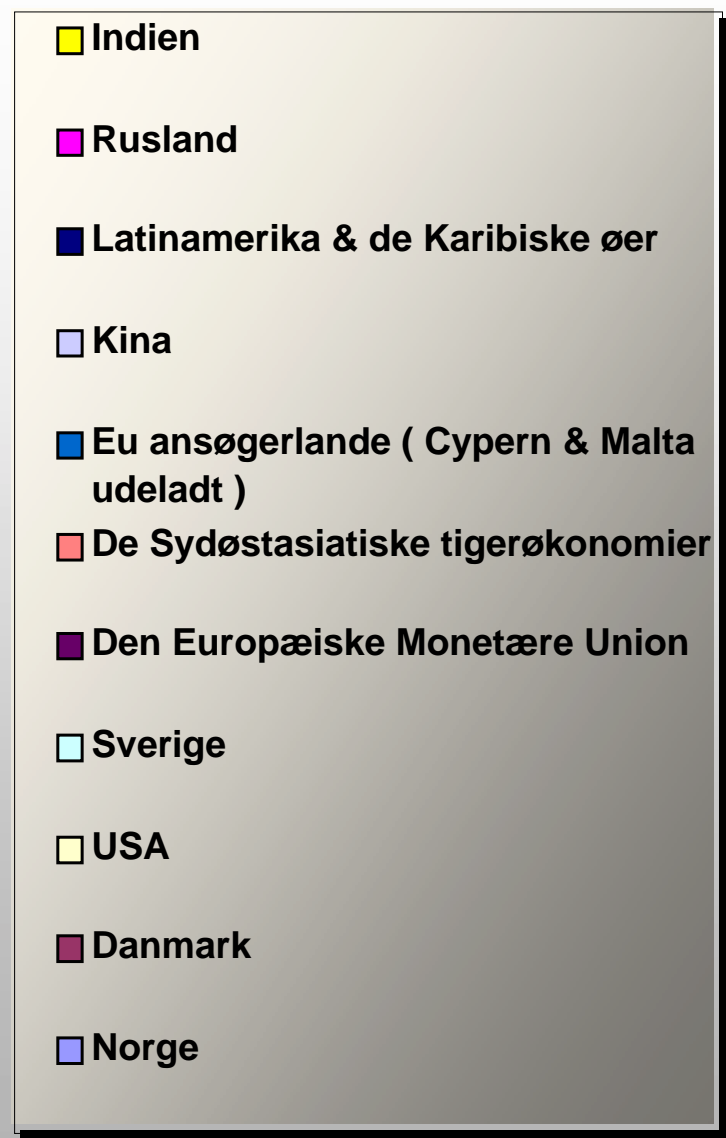 Indien
Rusland
Latinamerika & de Karibiske øer
Kina
Eu ansøgerlande ( Cypern & Malta
udeladt )
De Sydøstasiatiske tigerøkonomier
Den Europæiske Monetære Union
Sverige
USA
Danmark
Norge